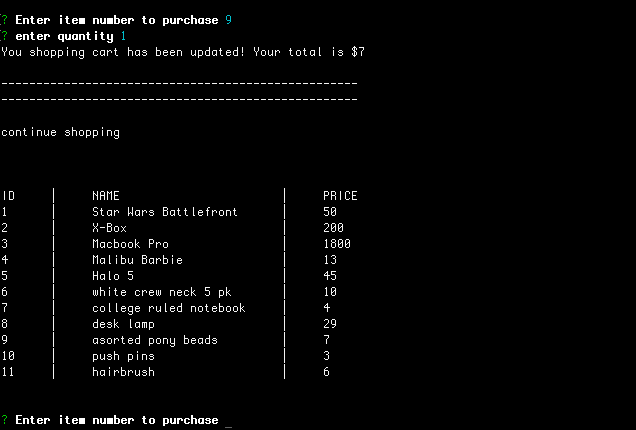 ? Enter item number to purchase 9
? enter quantity 1
You shopping cart has been updated! Your total is $7
---------------------------------------------------
---------------------------------------------------
continue shopping
ID | NAME | PRICE
1 | Star Wars Battlefront | 50
2 | X-Box | 200
3 | Macbook Pro | 1800
4 | Malibu Barbie | 13
5 | Halo 5 | 45
6 | white crew neck 5 pk | 10
7 | college ruled notebook | 4
8 | desk lamp | 29
9 | asorted pony beads | 7
10 | push pins | 3
11 | hairbrush | 6
? Enter item number to purchase _